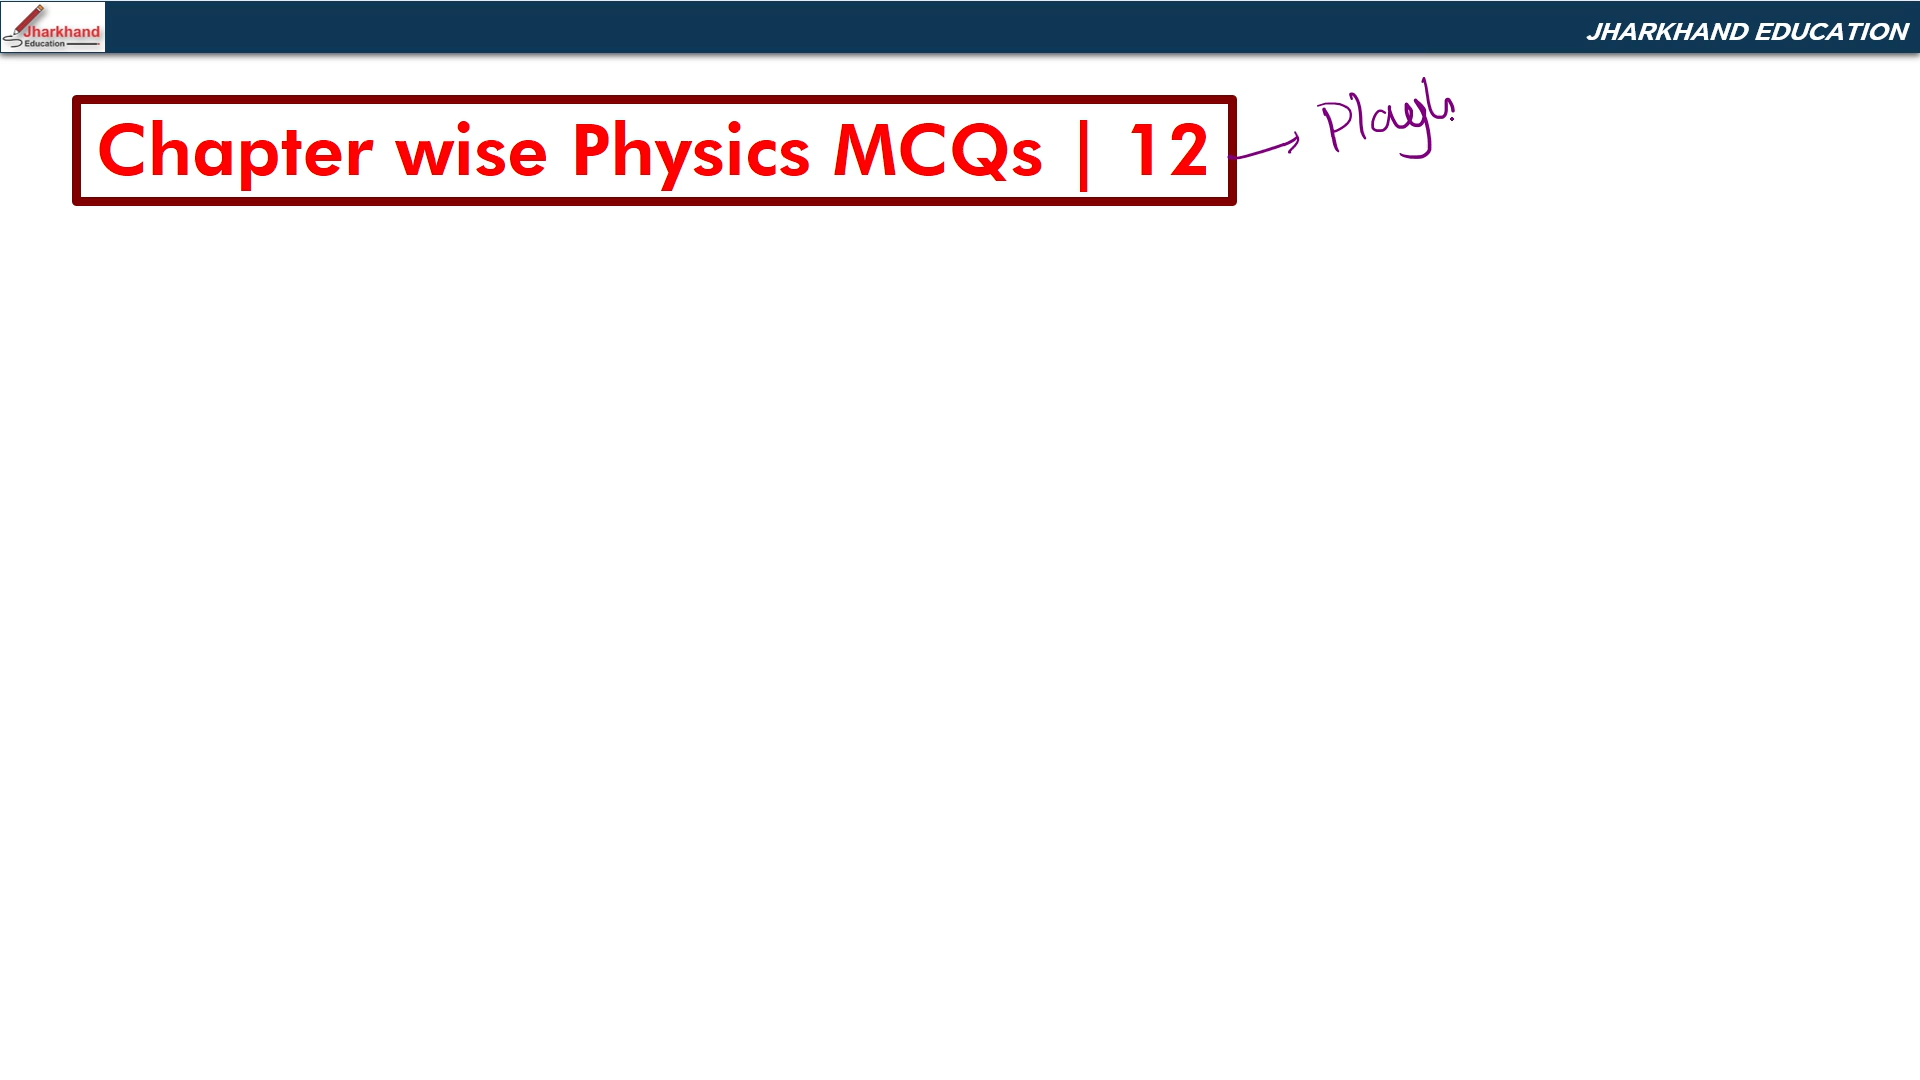 Jharkhand
Education
JHARKHAND EDUCATION
Chapter wise Physics MCQs | 12